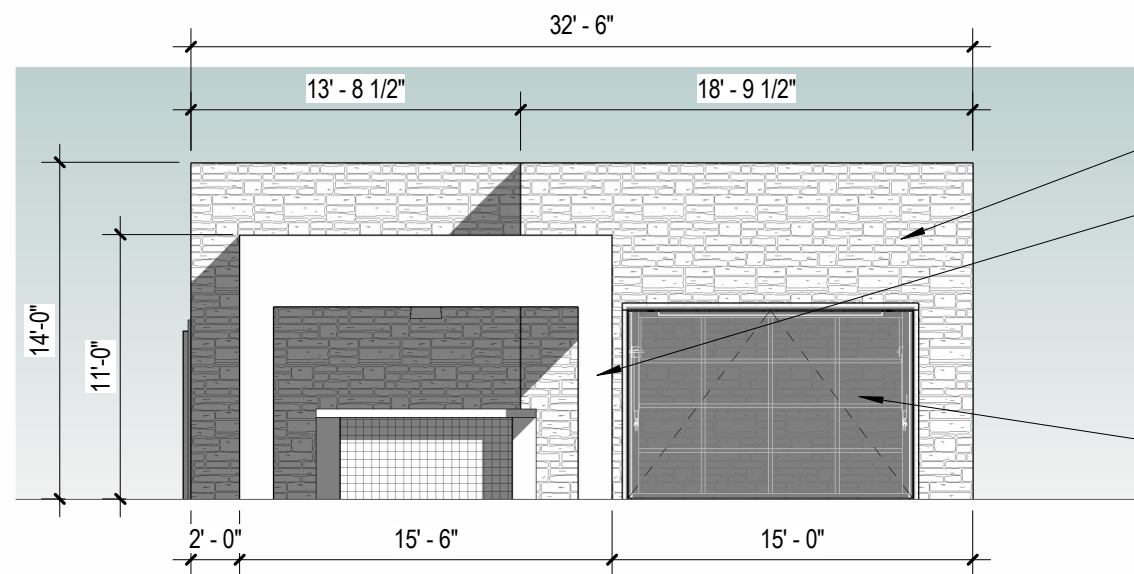 32' - 6"
13' - 8 1/2"
18' - 9 1/2"
14'-0"
11'-0"
2' - 0"
15' - 6"
15' - 0"